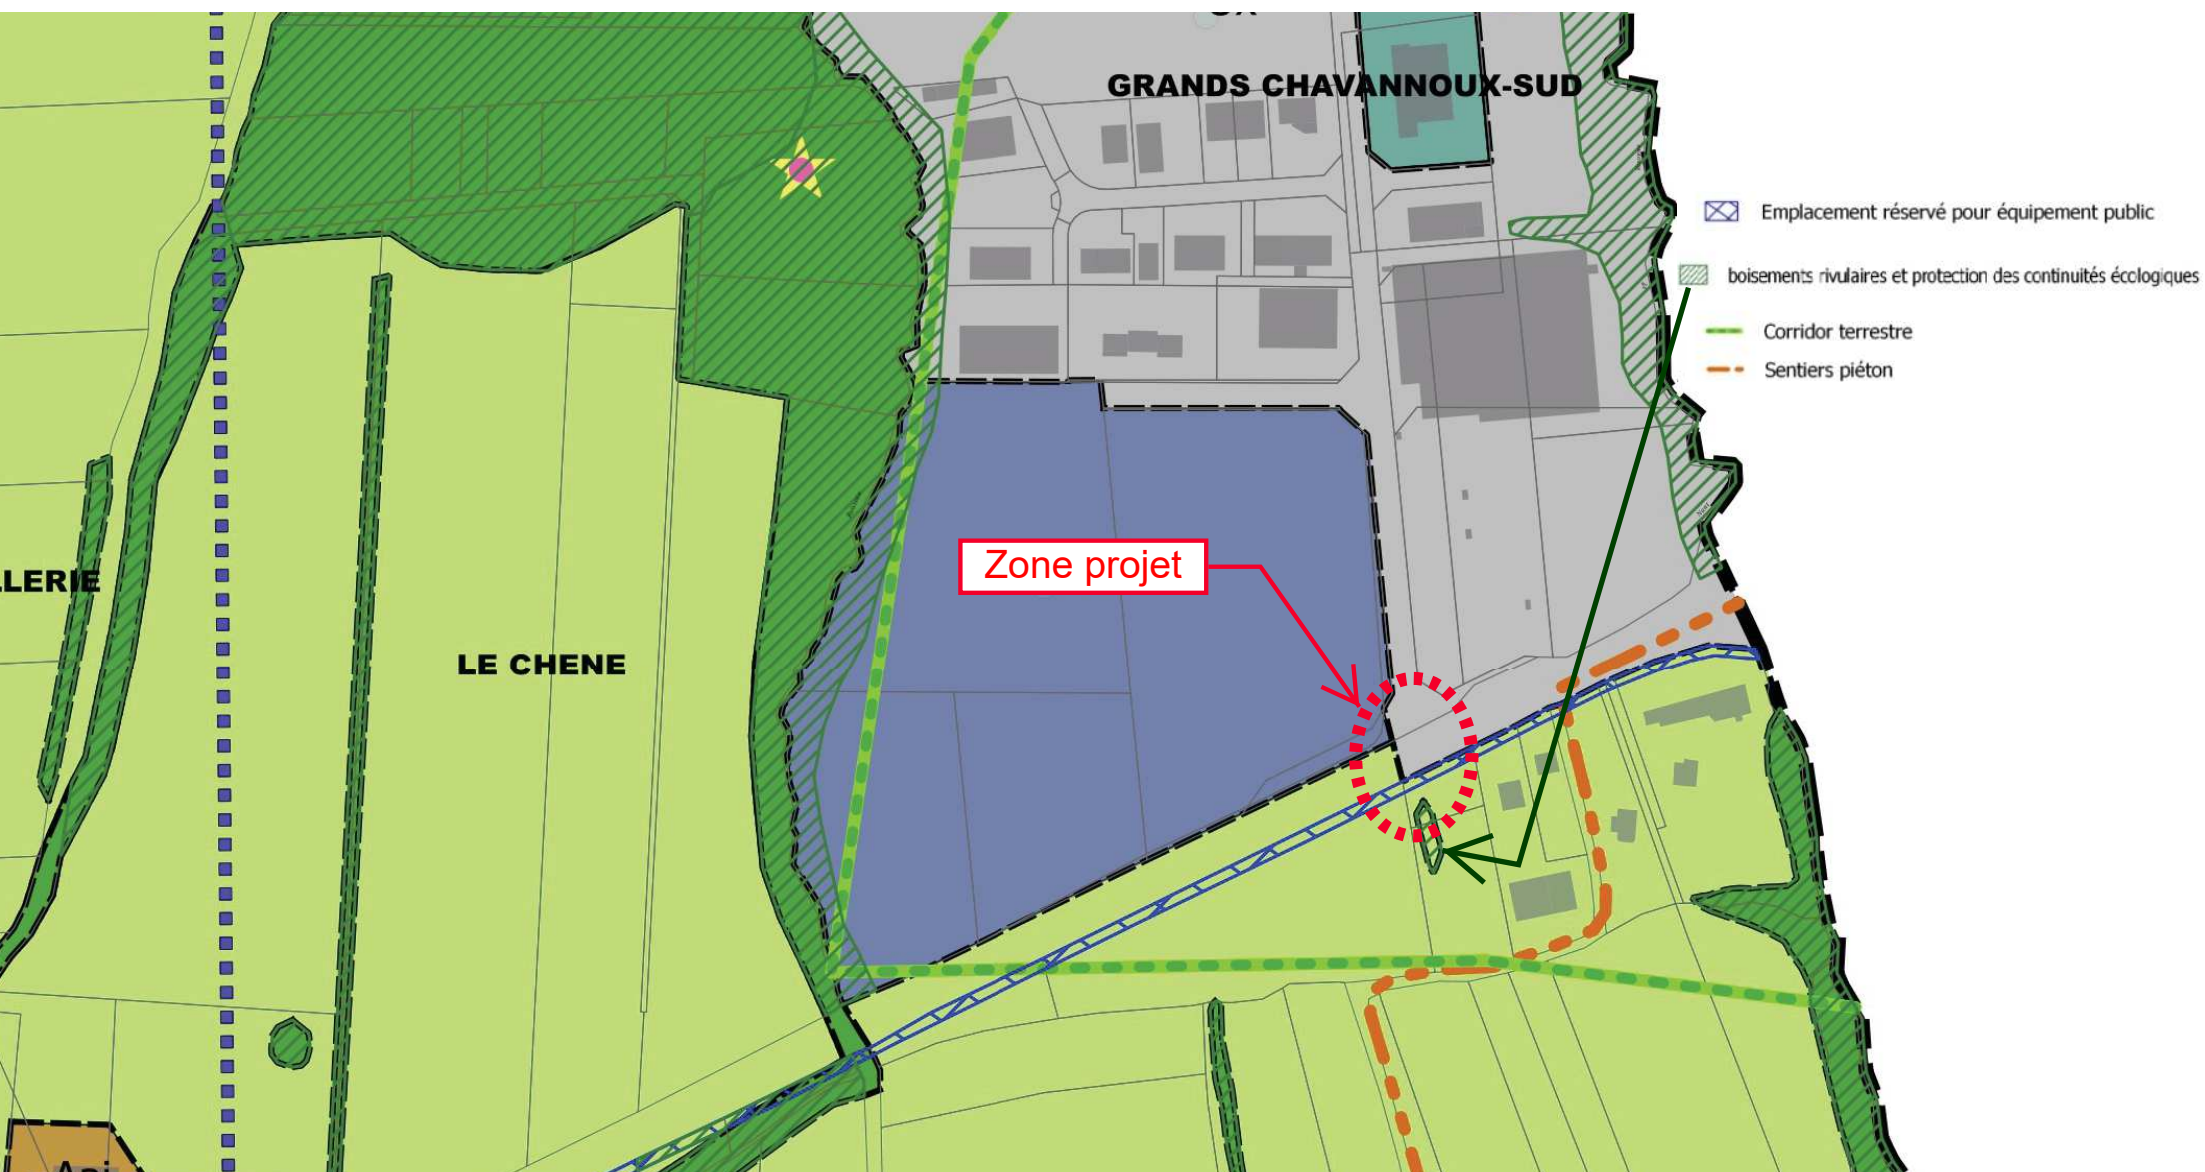 GRANDS CHAVANNOUX-SUD
Emplacement réservé pour équipement public
boisements rivulaires et protection des continuités écologiques
Corridor terrestre
Sentiers piéton
Zone projet
LLERIE
LE CHENE